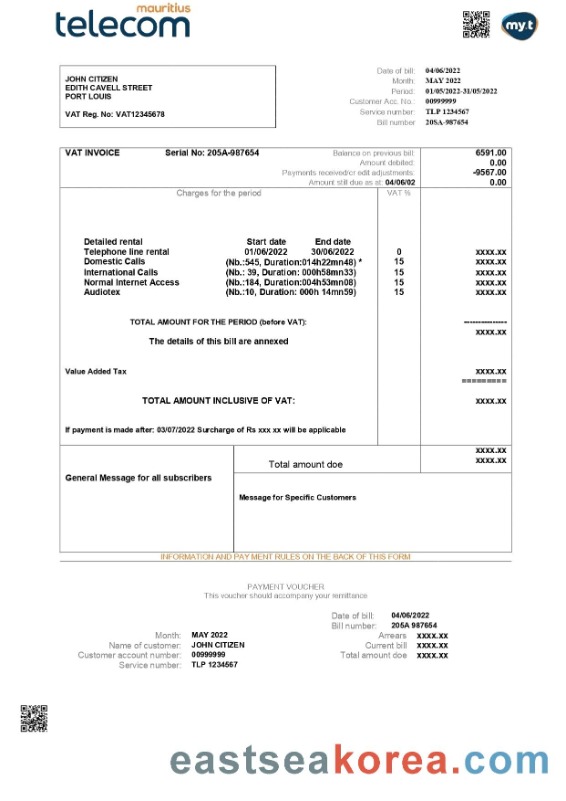 mauritius
telecom
my.t
JOHN CITIZEN
EDITH CAVELL STREET
PORT LOUIS
VAT Reg. No: VAT12345678
Date of bill: 04/06/2022
Month: MAY 2022
Period: 01/05/2022-31/05/2022
Customer Acc. No.: 00999999
Service number: TLP 1234567
Bill number 205A-987654
VAT INVOICE Serial No: 205A-987654 Balance on previous bill: 6591.00
Amount debited: 0.00
Payments received/or edit adjustments: -9567.00
Amount still due as at: 04/06/02 0.00
Charges for the period VAT %
Detailed rental Start date End date
Telephone line rental 01/06/2022 30/06/2022 0 xxxx.xx
Domestic Calls (Nb.:545, Duration:014h22mn48) * 15 xxxx.xx
International Calls (Nb.: 39, Duration: 000h58mn33) 15 xxxx.xx
Normal Internet Access (Nb.:184, Duration:004h53mn08) 15 xxxx.xx
Audiotex (Nb.:10, Duration: 000h 14mn59) 15 xxxx.xx
TOTAL AMOUNT FOR THE PERIOD (before VAT): --------------
xxxx.xx
The details of this bill are annexed
Value Added Tax xxxx.xx
=========
TOTAL AMOUNT INCLUSIVE OF VAT: xxxx.xx
If payment is made after: 03/07/2022 Surcharge of Rs xxx xx will be applicable
xxxx.xx
Total amount doe xxxx.xx
General Message for all subscribers
Message for Specific Customers
INFORMATION AND PAY MENT RULES ON THE BACK OF THIS FORM
PAYMENT VOUCHER
This voucher should accompany your remittance
Date of bill: 04/06/2022
Bill number: 205A 987654
Month: MAY 2022 Arrears xxxx.xx
Name of customer: JOHN CITIZEN Current bill xxxx.xx
Customer account number: 00999999 Total amount doe xxxx.xx
Service number: TLP 1234567
eastseakorea.com